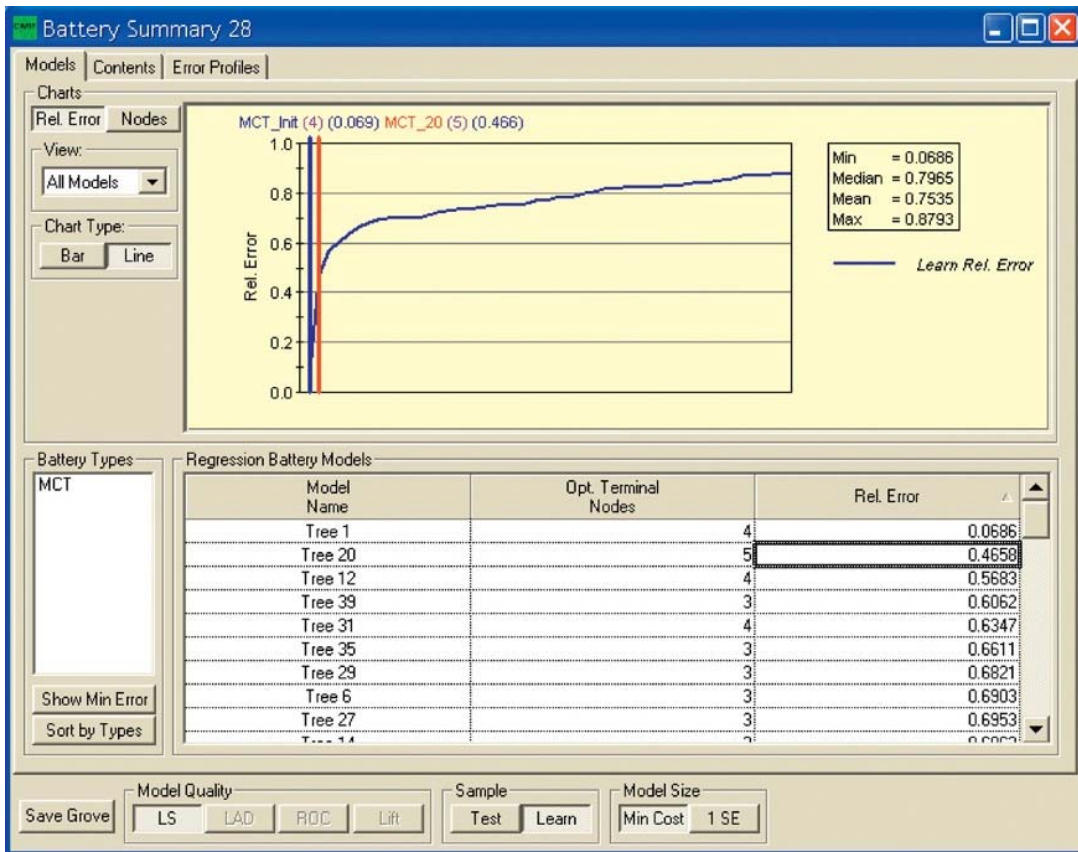 CART Battery Summary 28
Models Contents Error Profiles
Charts
Rel. Error Nodes
View:
All Models
Chart Type:
Bar Line
MCT_Init (4) (0.069) MCT_20 (5) (0.466)
1.0
0.8
0.6
0.4
0.2
0.0
Rel. Error
Min = 0.0686
Median = 0.7965
Mean = 0.7535
Max = 0.8793
Learn Rel. Error
Battery Types
MCT
Show Min Error
Sort by Types
Regression Battery Models
Model Name Opt. Terminal Nodes Rel. Error
Tree 1 4 0.0686
Tree 20 5 0.4658
Tree 12 4 0.5683
Tree 39 3 0.6062
Tree 31 4 0.6347
Tree 35 3 0.6611
Tree 29 3 0.6821
Tree 6 3 0.6903
Tree 27 3 0.6953
Save Grove
Model Quality
LS LAD ROC Lift
Sample
Test Learn
Model Size
Min Cost 1 SE